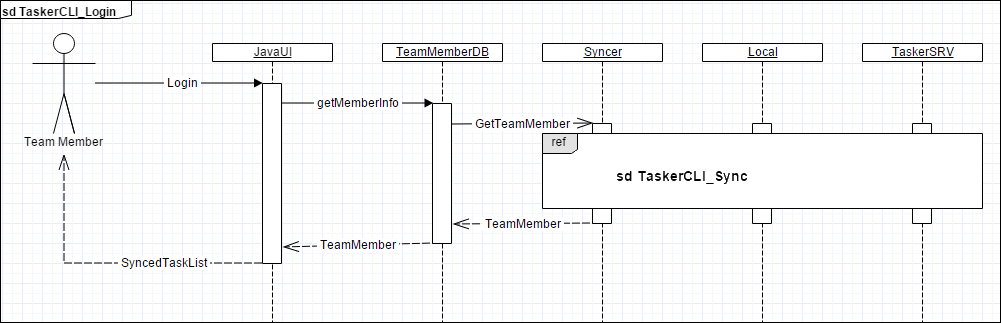 sd TaskerCLI_Login
JavaUI
TeamMemberDB
Syncer
Local
TaskerSRV
Login
getMemberInfo
GetTeamMember
Team Member
ref
sd TaskerCLI_Sync
TeamMember
TeamMember
SyncedTaskList